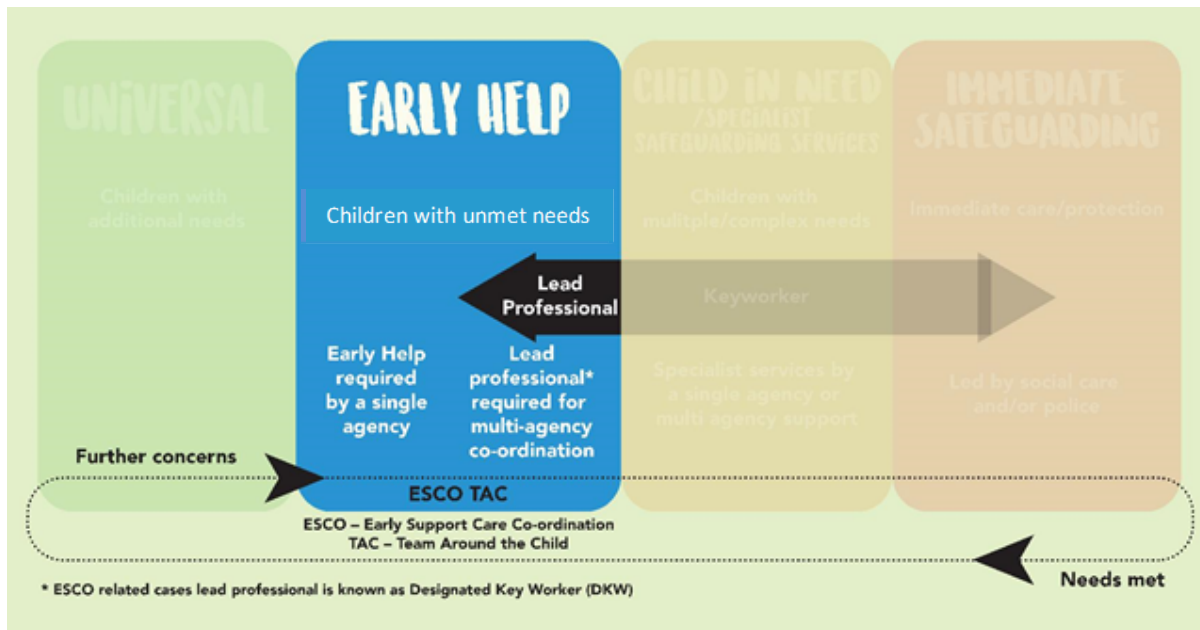 UNIVERSAL
Children with
additional needs
EARLY HELP
Children with unmet needs
Early Help
required
by a single
agency
Lead
professional*
required for
multi-agency
co-ordination
CHILD IN NEED
/SPECIALIST
SAFEGUARDING SERVICES
Children with
mulitple/complex needs
IMMEDIATE
SAFEGUARDING
Immediate care/protection
Lead
Professional
Keyworker
Specialist services by
a single agency or
multi agency support
Led by social care
and/or police
Further concerns
ESCO TAC
ESCO – Early Support Care Co-ordination
TAC – Team Around the Child
Needs met
* ESCO related cases lead professional is known as Designated Key Worker (DKW)